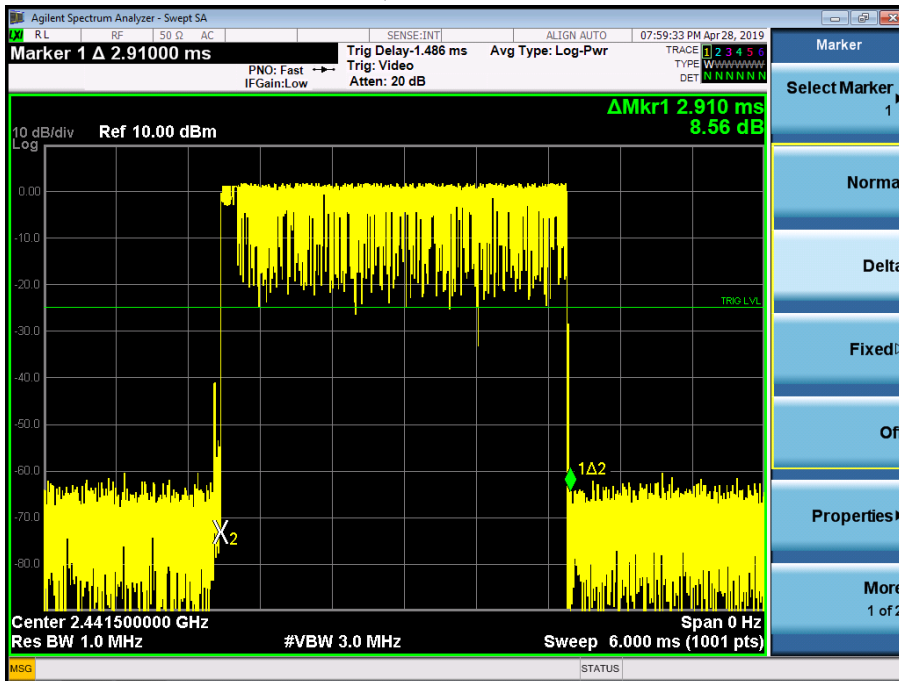 Agilent Spectrum Analyzer - Swept SA
LXI RL RF 50 Ω AC SENSE:INT ALIGN AUTO 07:59:33 PM Apr 28, 2019
Marker 1 Δ 2.91000 ms
PNO: Fast
IFGain:Low
Trig Delay-1.486 ms
Trig: Video
Atten: 20 dB
Avg Type: Log-Pwr
TRACE 1 2 3 4 5 6
TYPE WWWWWW
DET N N N N N N
ΔMkr1 2.910 ms
8.56 dB
10 dB/div Ref 10.00 dBm
Log
0.00
-10.0
-20.0
TRIG LVL
-30.0
-40.0
-50.0
-60.0
1Δ2
-70.0
X2
-80.0
Center 2.441500000 GHz Span 0 Hz
Res BW 1.0 MHz #VBW 3.0 MHz Sweep 6.000 ms (1001 pts)
MSG STATUS
Marker
Select Marker
1
Norma
Delta
Fixed
Of
Properties
More
1 of 2